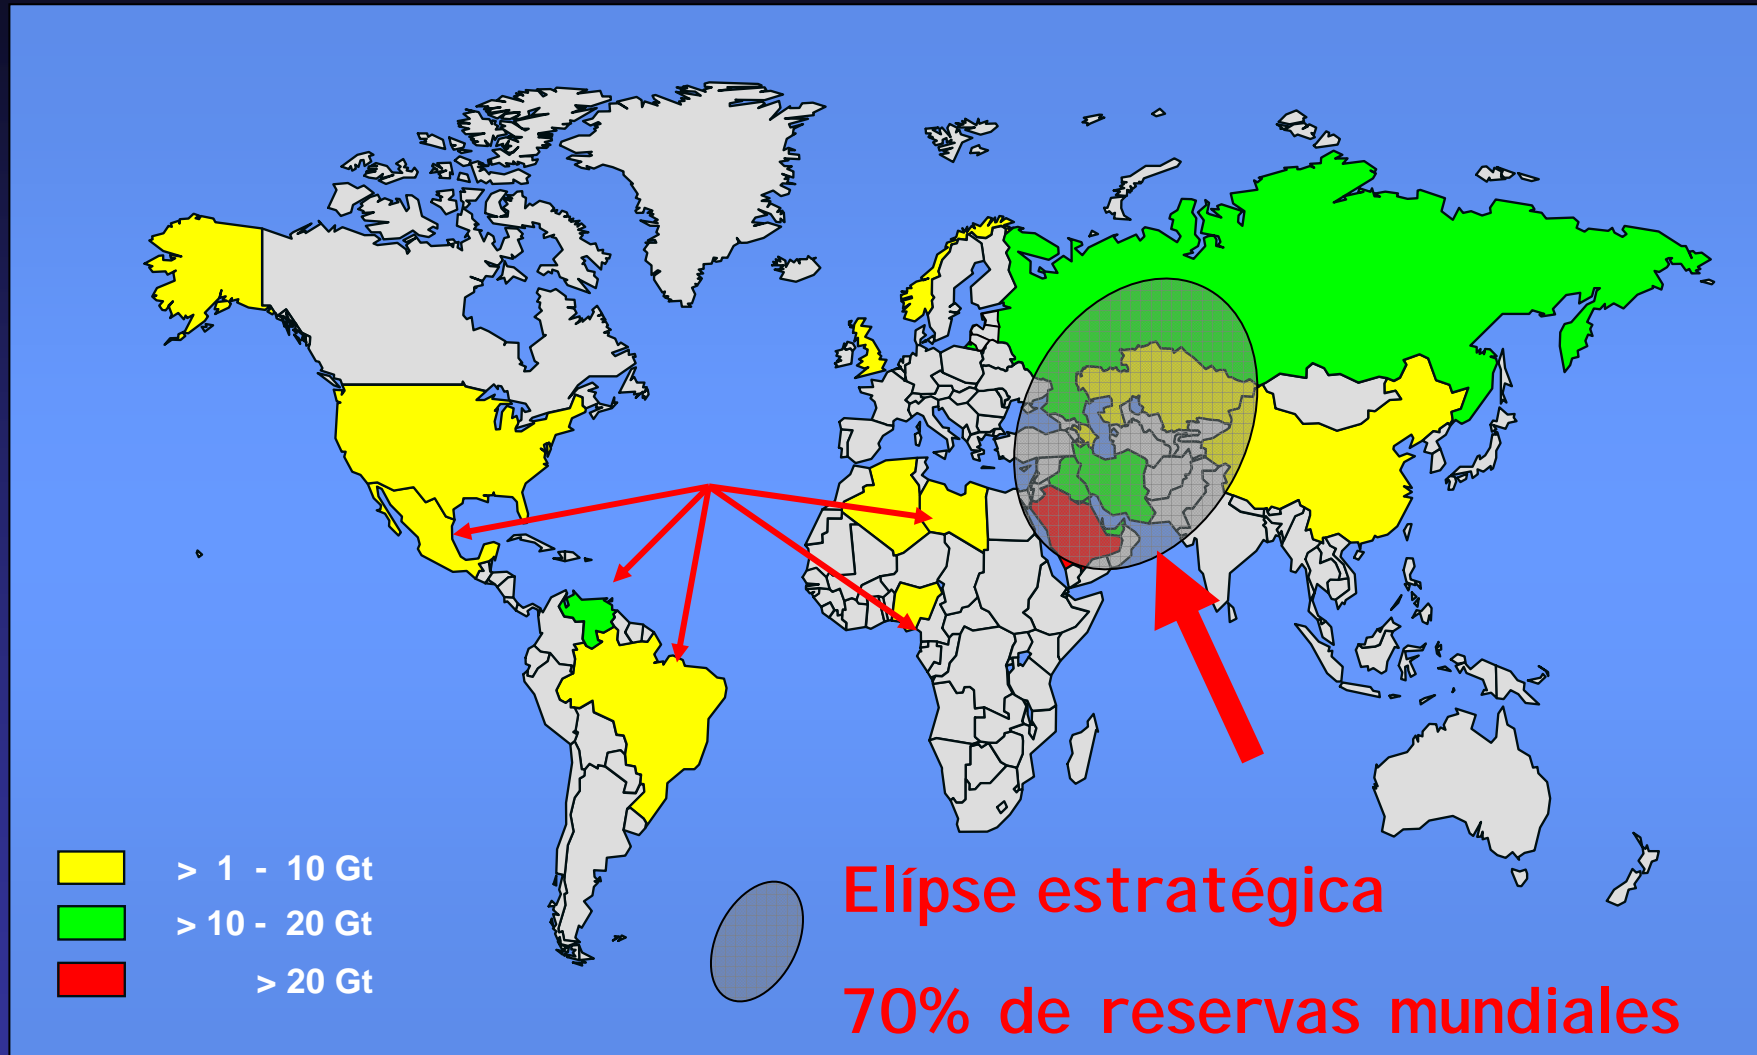 > 1 - 10 Gt
> 10 - 20 Gt
> 20 Gt
Elípse estratégica
70% de reservas mundiales